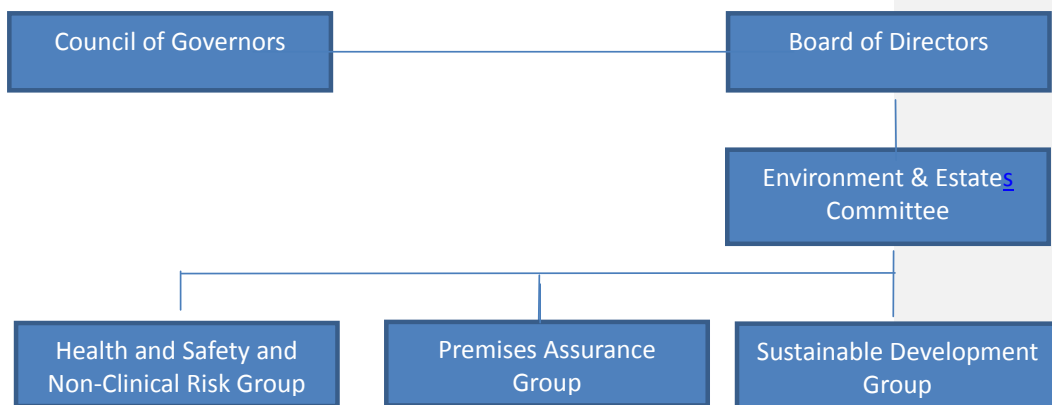 Council of Governors
Board of Directors
Environment & Estates
Committee
Health and Safety and
Non-Clinical Risk Group
Premises Assurance
Group
Sustainable Development
Group